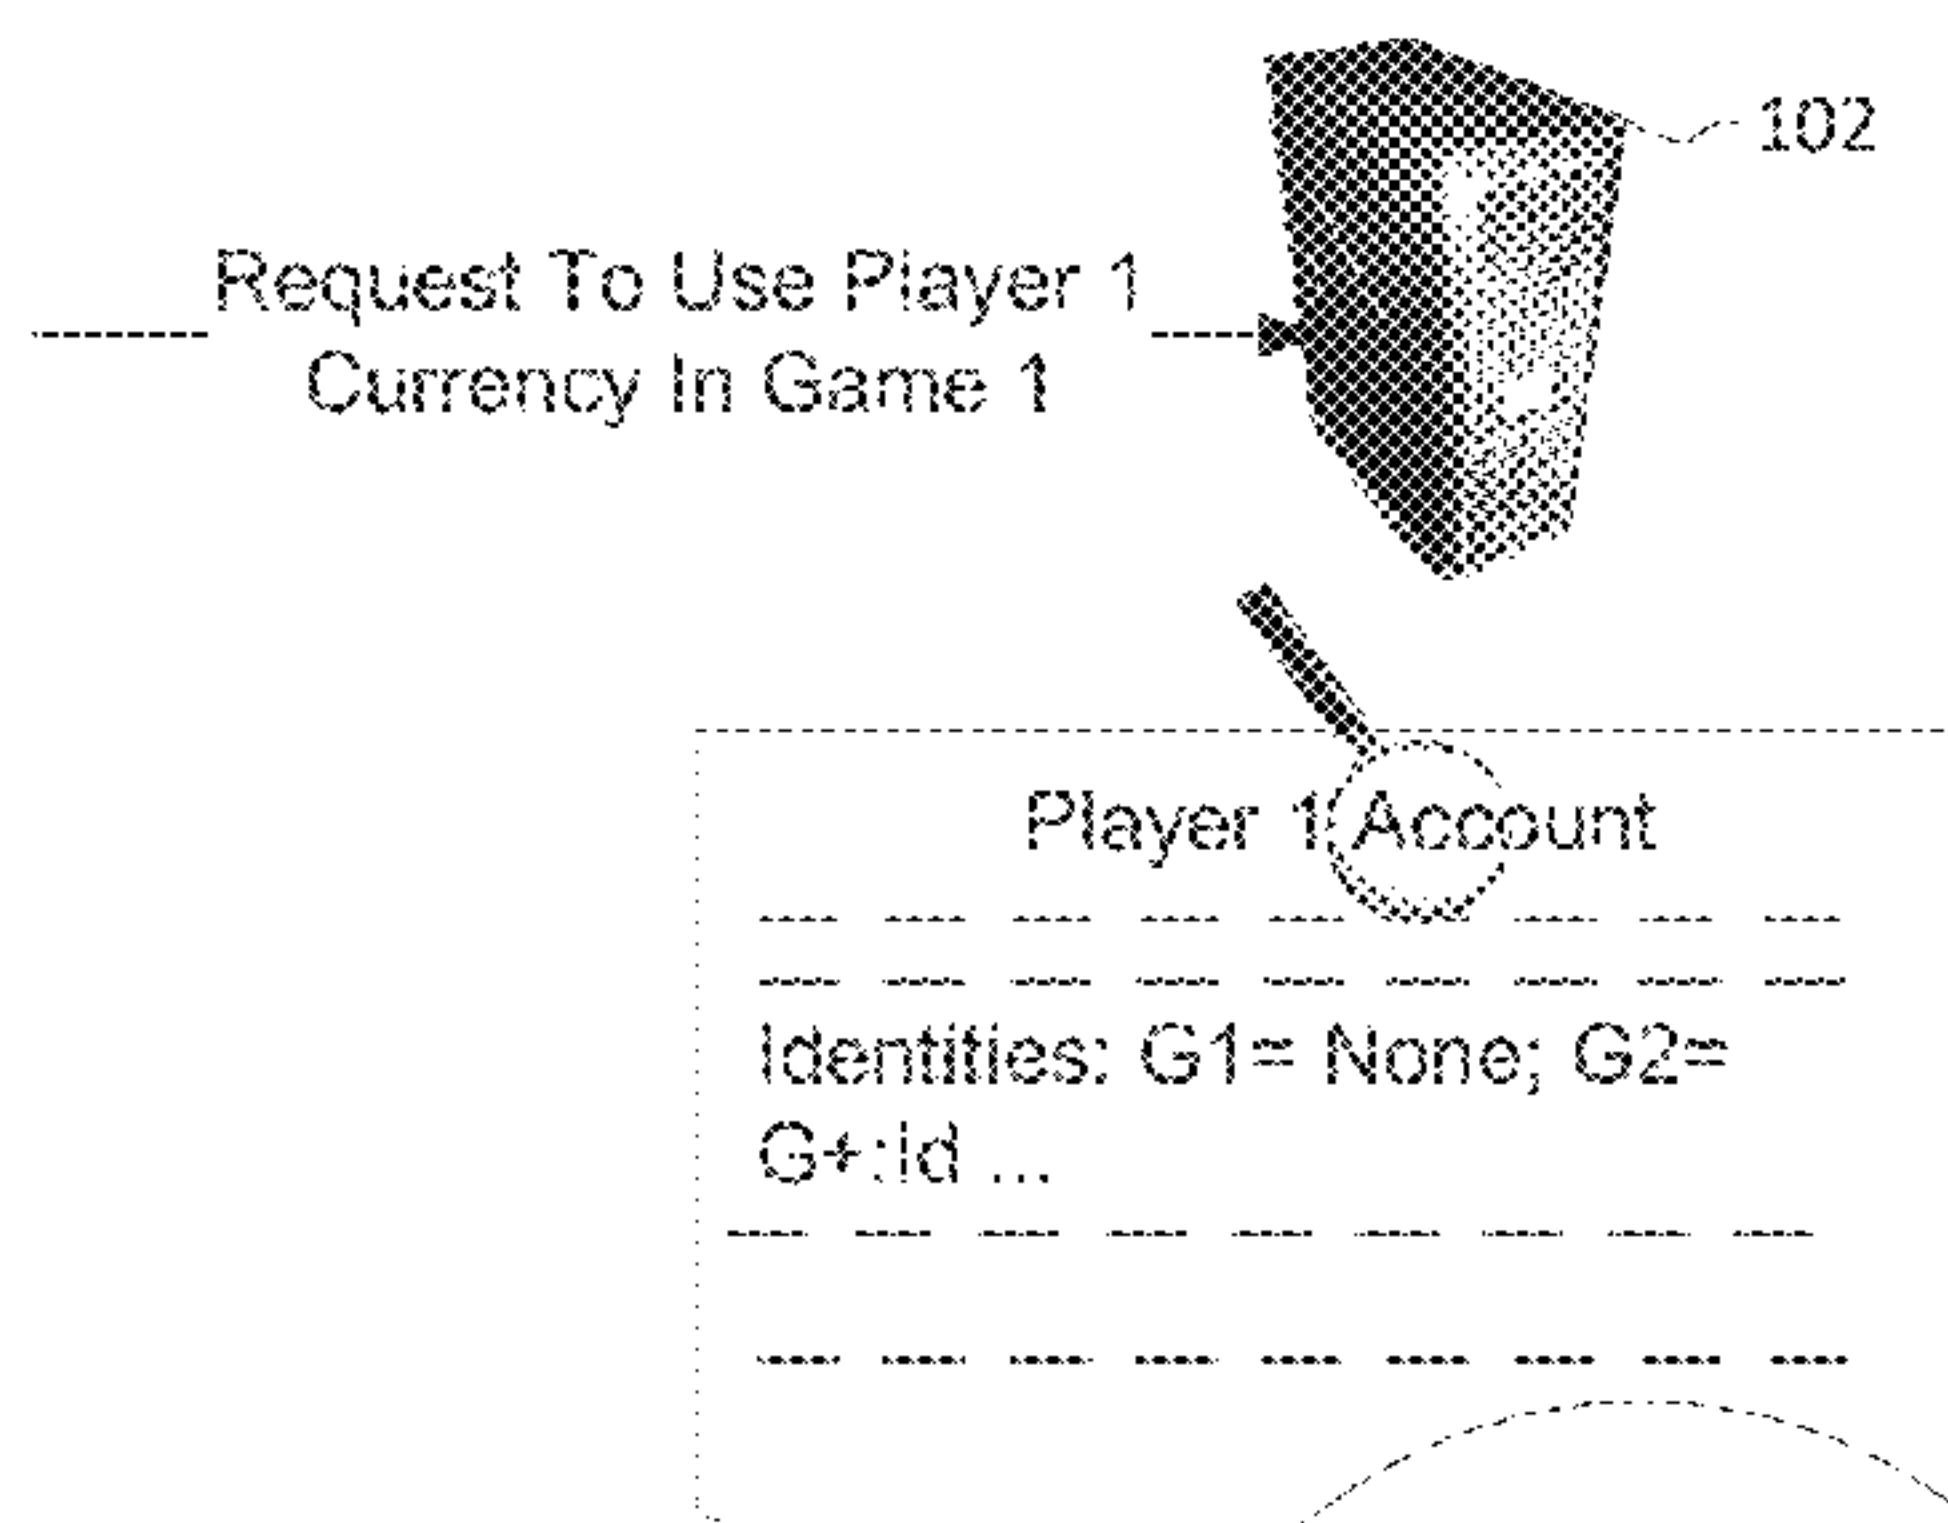 102
Request To Use Player 1
Currency In Game 1
Player 1 Account
Identities: G1= None; G2=
G+:Id ...